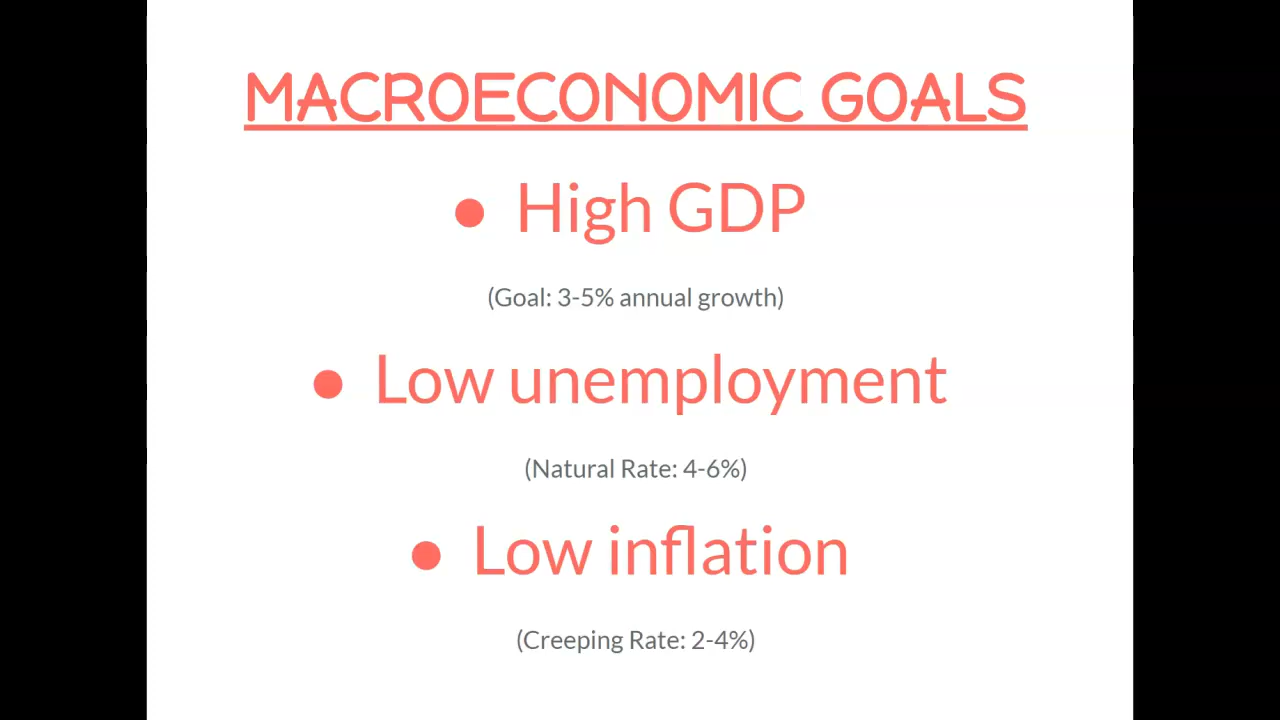 MACROECONOMIC GOALS
● High GDP
(Goal: 3-5% annual growth)
● Low unemployment
(Natural Rate: 4-6%)
● Low inflation
(Creeping Rate: 2-4%)